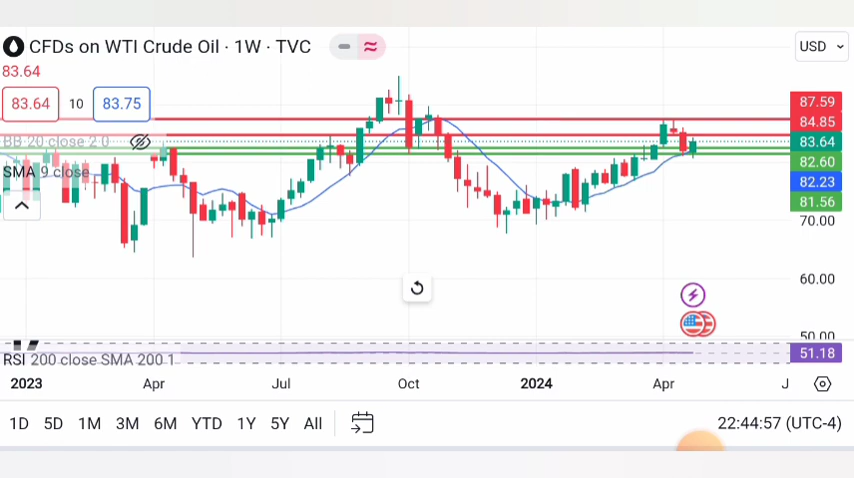 CFDs on WTI Crude Oil · 1W · TVC
USD
83.64
83.64 10 83.75
BB 20 close 2.0
SMA 9 close
87.59
84.85
83.64
82.60
82.23
81.56
70.00
60.00
50.00
RSI 200 close SMA 200 1
51.18
2023 Apr Jul Oct 2024 Apr J
1D 5D 1M 3M 6M YTD 1Y 5Y All
22:44:57 (UTC-4)